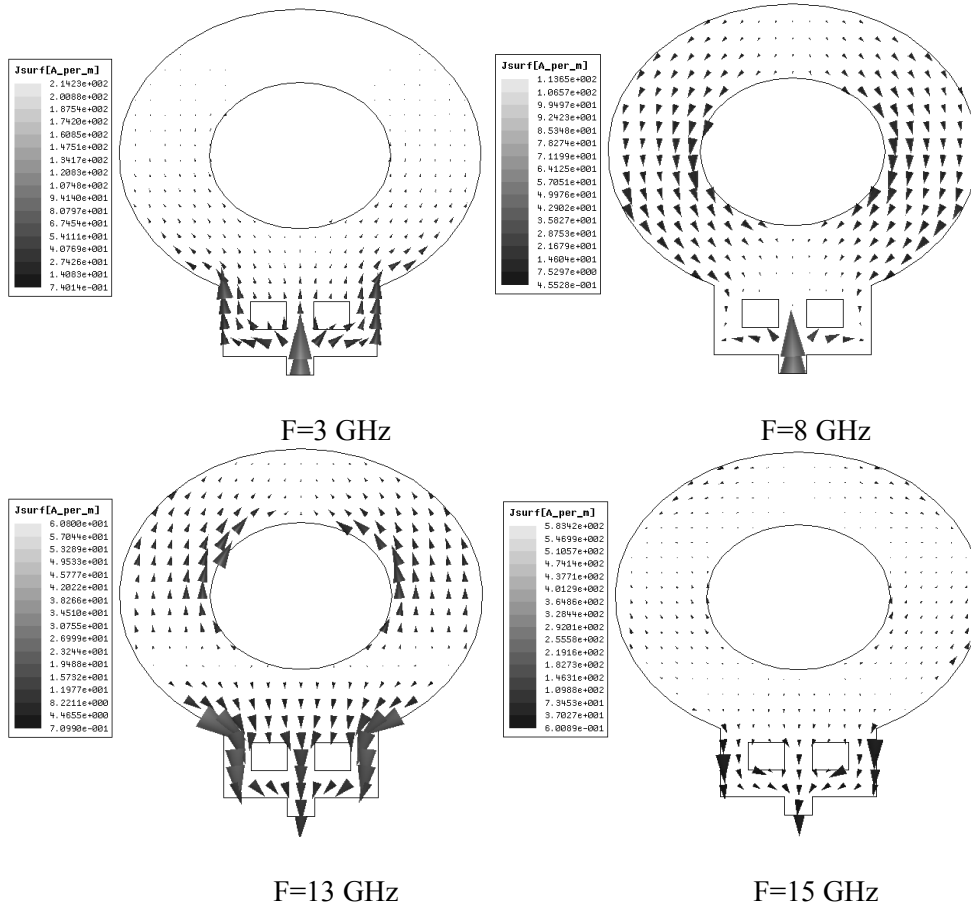 Jsurf[A_per_m]
2.1423e+002
2.0088e+002
1.8754e+002
1.7420e+002
1.6085e+002
1.4751e+002
1.3417e+002
1.2083e+002
1.0748e+002
9.4140e+001
8.0797e+001
6.7454e+001
5.4111e+001
4.0769e+001
2.7426e+001
1.4083e+001
7.4014e-001
F=3 GHz
Jsurf[A_per_m]
1.1365e+002
1.0657e+002
9.9497e+001
9.2423e+001
8.5348e+001
7.8274e+001
7.1199e+001
6.4125e+001
5.7051e+001
4.9976e+001
4.2902e+001
3.5827e+001
2.8753e+001
2.1679e+001
1.4604e+001
7.5297e+000
4.5528e-001
F=8 GHz
Jsurf[A_per_m]
6.0800e+001
5.7044e+001
5.3289e+001
4.9533e+001
4.5777e+001
4.2022e+001
3.8266e+001
3.4510e+001
3.0755e+001
2.6999e+001
2.3244e+001
1.9488e+001
1.5732e+001
1.1977e+001
8.2211e+000
4.4655e+000
7.0990e-001
F=13 GHz
Jsurf[A_per_m]
5.8342e+002
5.4699e+002
5.1057e+002
4.7414e+002
4.3771e+002
4.0129e+002
3.6486e+002
3.2844e+002
2.9201e+002
2.5558e+002
2.1916e+002
1.8273e+002
1.4631e+002
1.0988e+002
7.3453e+001
3.7027e+001
6.0089e-001
F=15 GHz